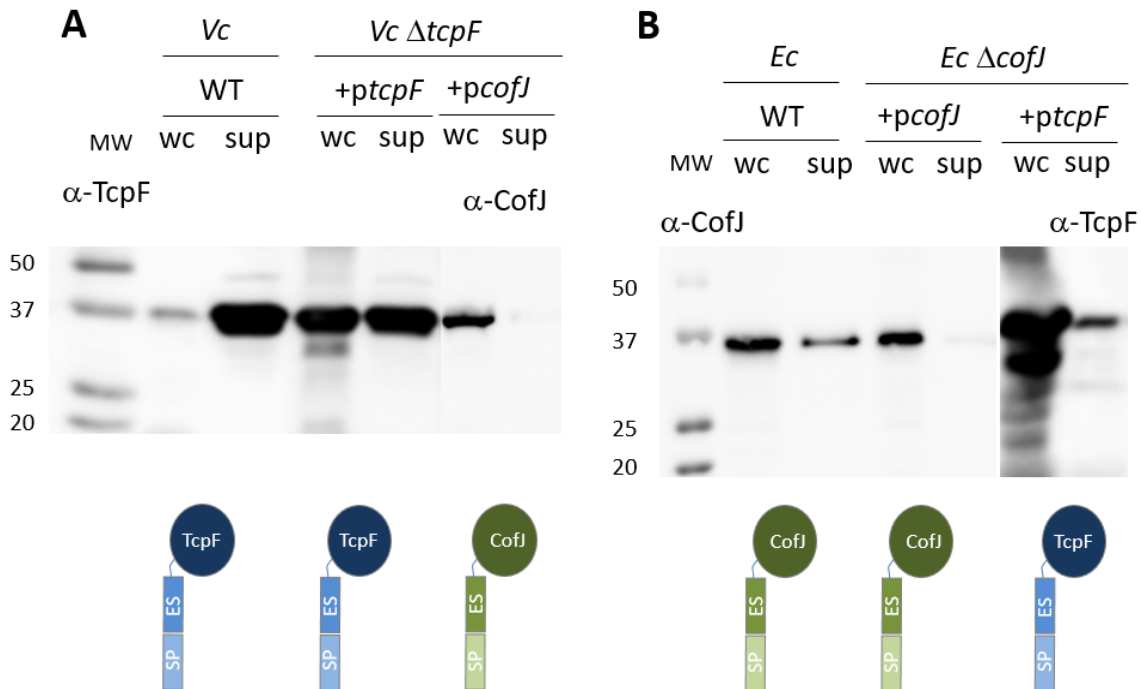 A
Vc
Vc ΔtcpF
WT
+ptcpF
+pcofJ
MW
wc
sup
wc
sup
wc
sup
α-TcpF
α-CofJ
50
37
25
20
TcpF
TcpF
CofJ
ES
ES
ES
SP
SP
SP
B
Ec
Ec ΔcofJ
WT
+pcofJ
+ptcpF
MW
wc
sup
wc
sup
wc
sup
α-CofJ
α-TcpF
50
37
25
20
CofJ
CofJ
TcpF
ES
ES
ES
SP
SP
SP